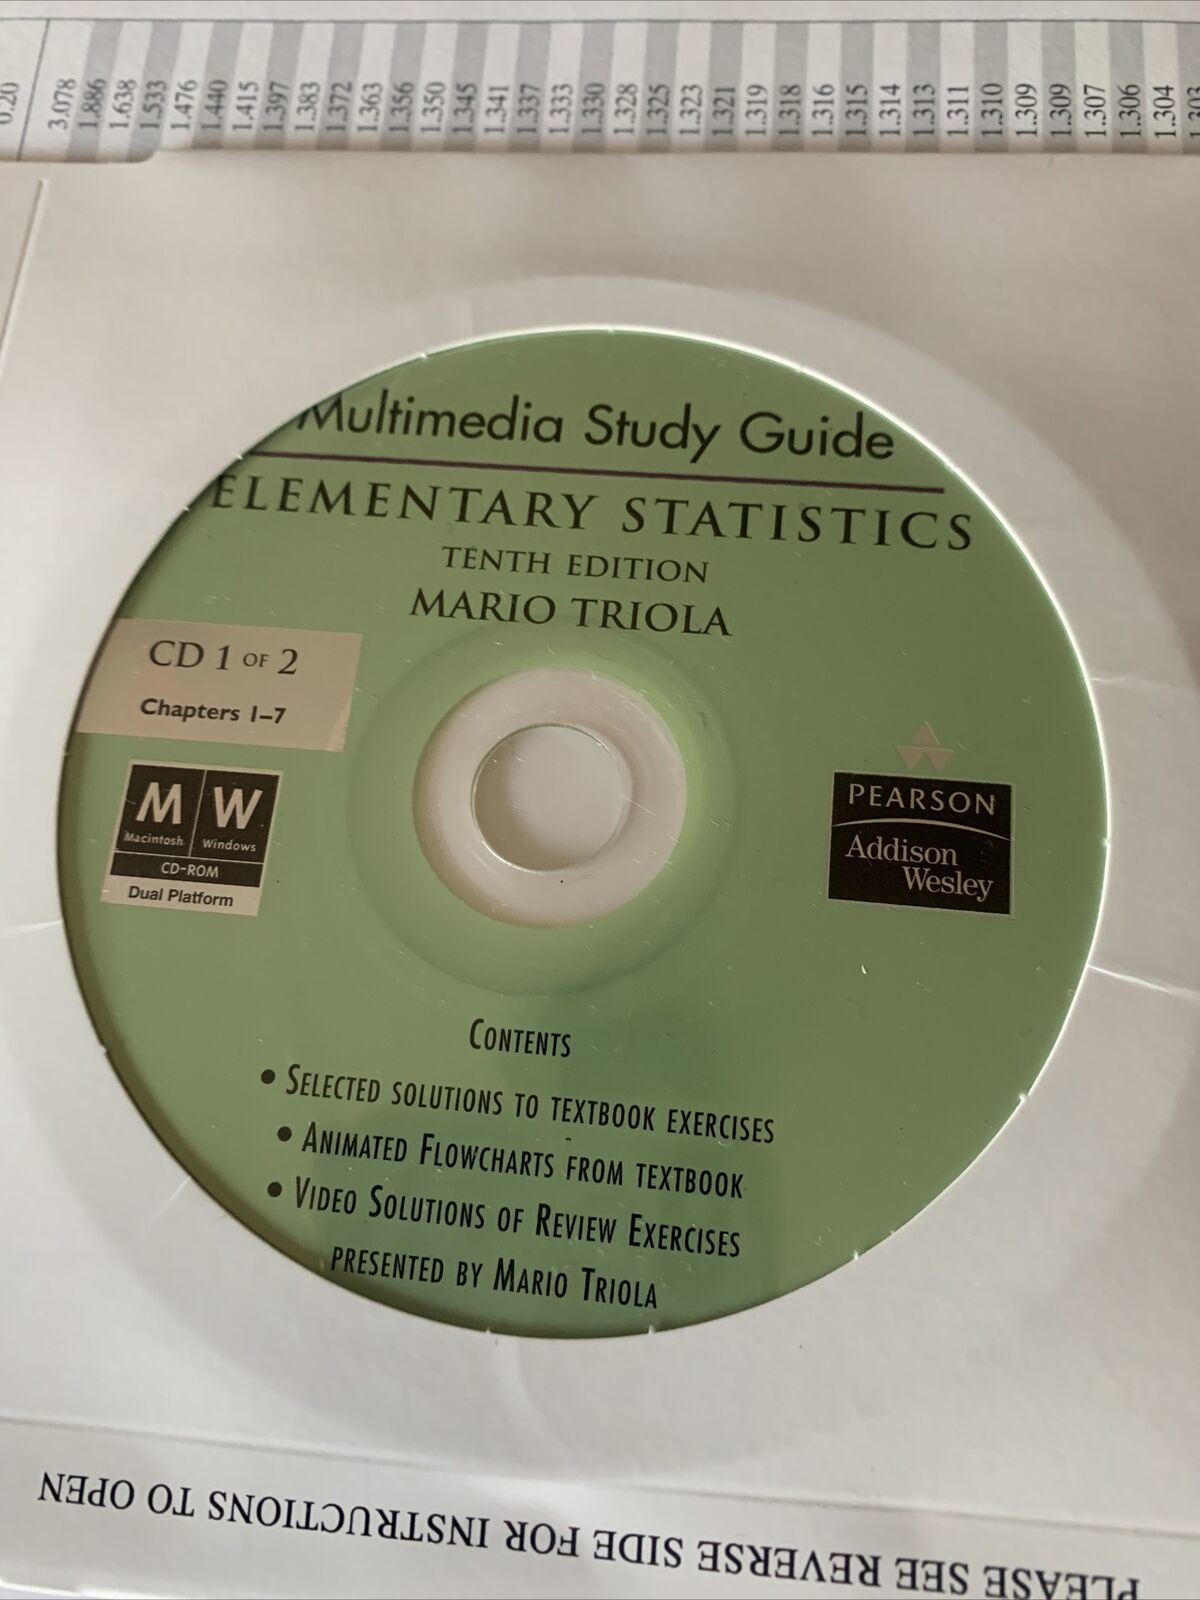 0.20
3.078
1.886
1.638
1.533
1.476
1.440
1.415
1.397
1.383
1.372
1.363
1.356
1.350
1.345
1.341
1.337
1.333
1.330
1.328
1.325
1.323
1.321
1.319
1.318
1.316
1.315
1.314
1.313
1.311
1.310
1.309
1.309
1.307
1.306
1.304
Multimedia Study Guide
ELEMENTARY STATISTICS
TENTH EDITION
MARIO TRIOLA
CD 1 OF 2
Chapters 1–7
M W
Macintosh Windows
CD-ROM
Dual Platform
PEARSON
Addison
Wesley
CONTENTS
• SELECTED SOLUTIONS TO TEXTBOOK EXERCISES
• ANIMATED FLOWCHARTS FROM TEXTBOOK
• VIDEO SOLUTIONS OF REVIEW EXERCISES
PRESENTED BY MARIO TRIOLA
PLEASE SEE REVERSE SIDE FOR INSTRUCTIONS TO OPEN